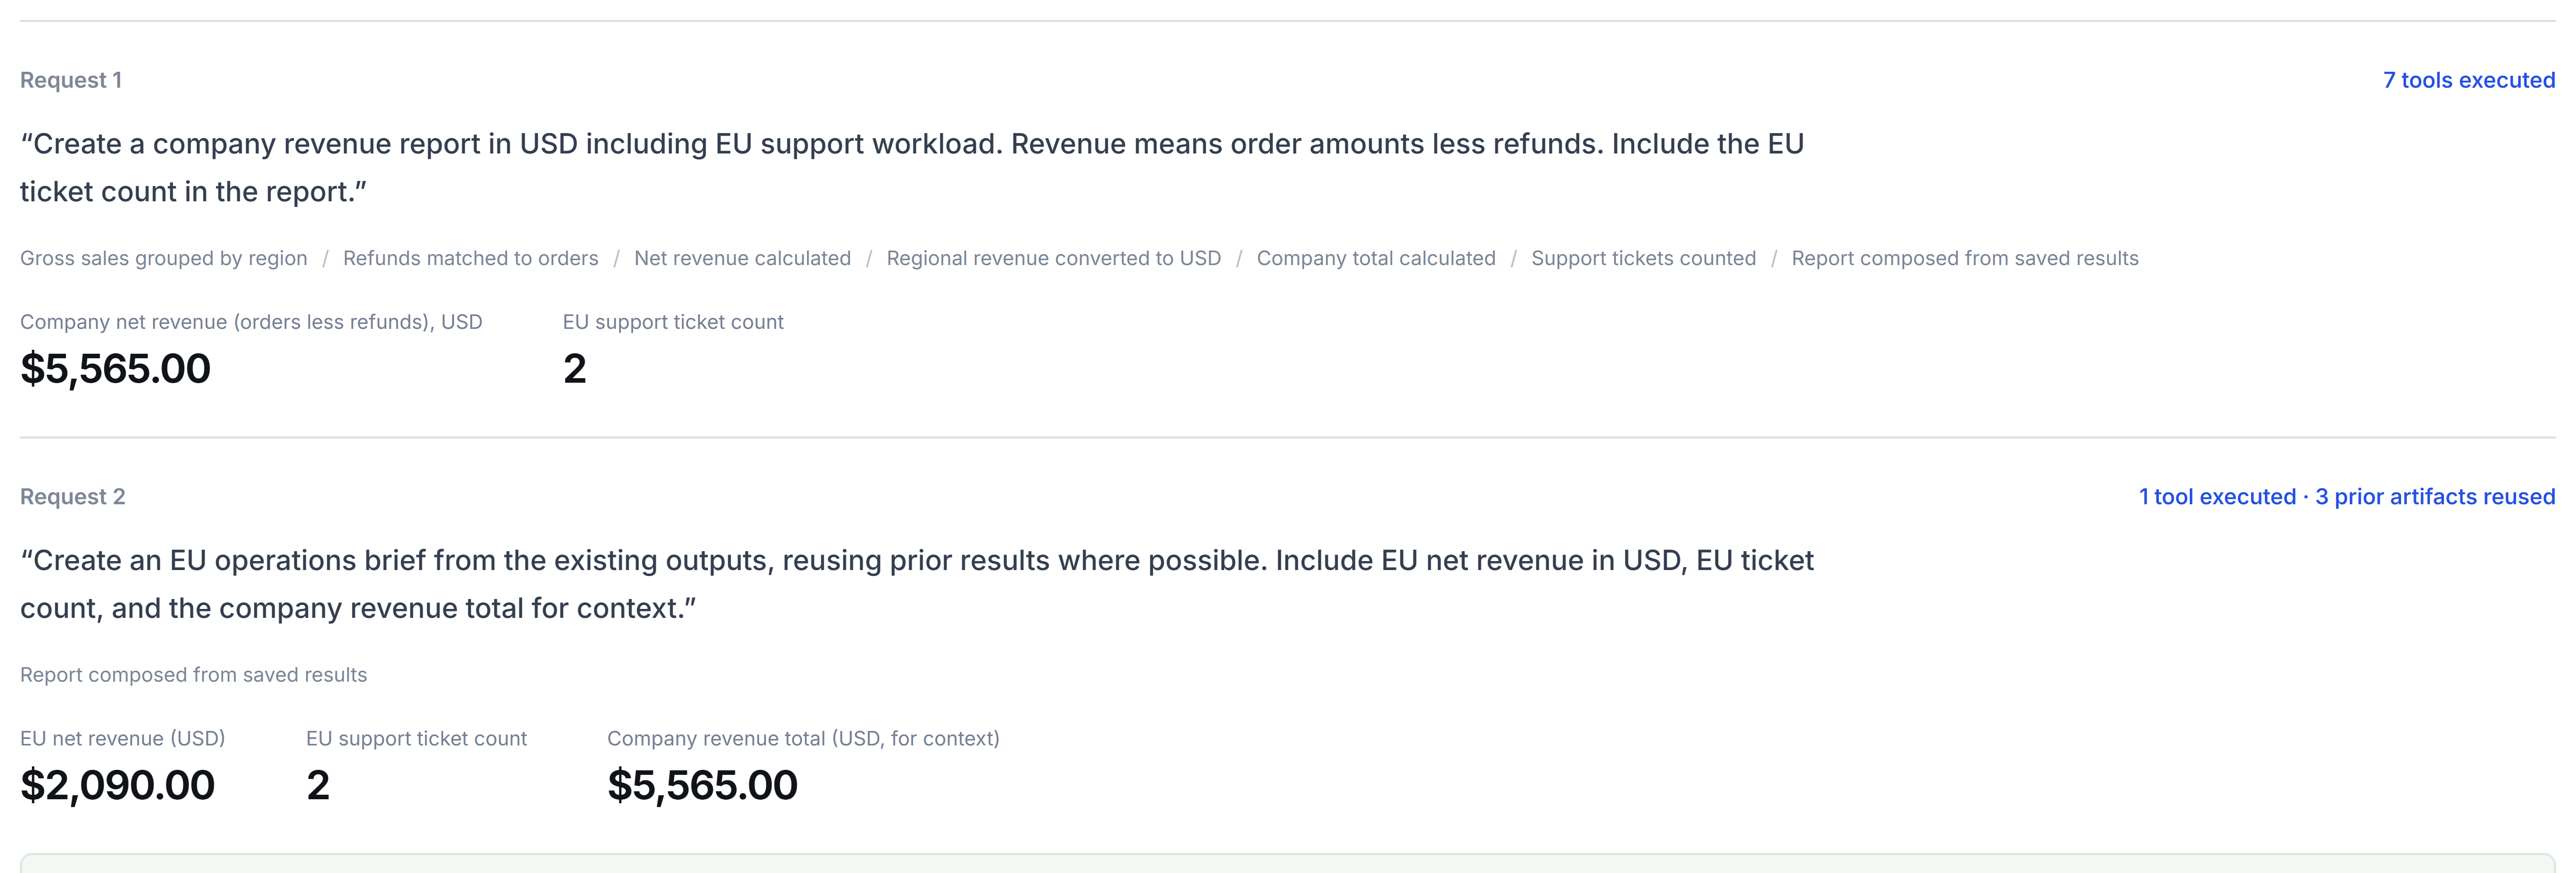 Request 1
7 tools executed
“Create a company revenue report in USD including EU support workload. Revenue means order amounts less refunds. Include the EU
ticket count in the report.”
Gross sales grouped by region / Refunds matched to orders / Net revenue calculated / Regional revenue converted to USD / Company total calculated / Support tickets counted / Report composed from saved results
Company net revenue (orders less refunds), USD
$5,565.00
EU support ticket count
2
Request 2
1 tool executed · 3 prior artifacts reused
“Create an EU operations brief from the existing outputs, reusing prior results where possible. Include EU net revenue in USD, EU ticket
count, and the company revenue total for context.”
Report composed from saved results
EU net revenue (USD)
$2,090.00
EU support ticket count
2
Company revenue total (USD, for context)
$5,565.00